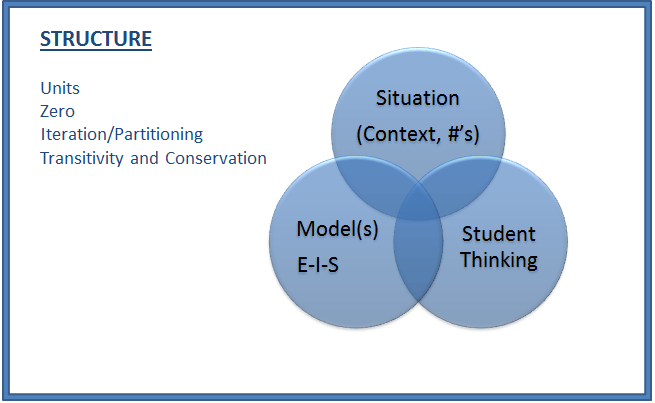 STRUCTURE
Units
Zero
Iteration/Partitioning
Transitivity and Conservation
Situation
(Context, #'s)
Model(s)
E-I-S
Student
Thinking